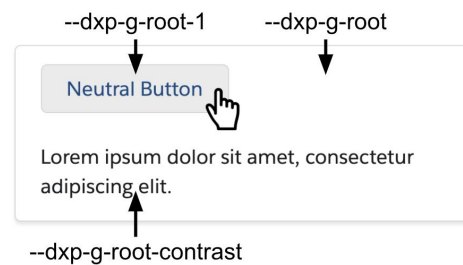 --dxp-g-root-1 --dxp-g-root
Neutral Button
Lorem ipsum dolor sit amet, consectetur
adipiscing elit.
--dxp-g-root-contrast